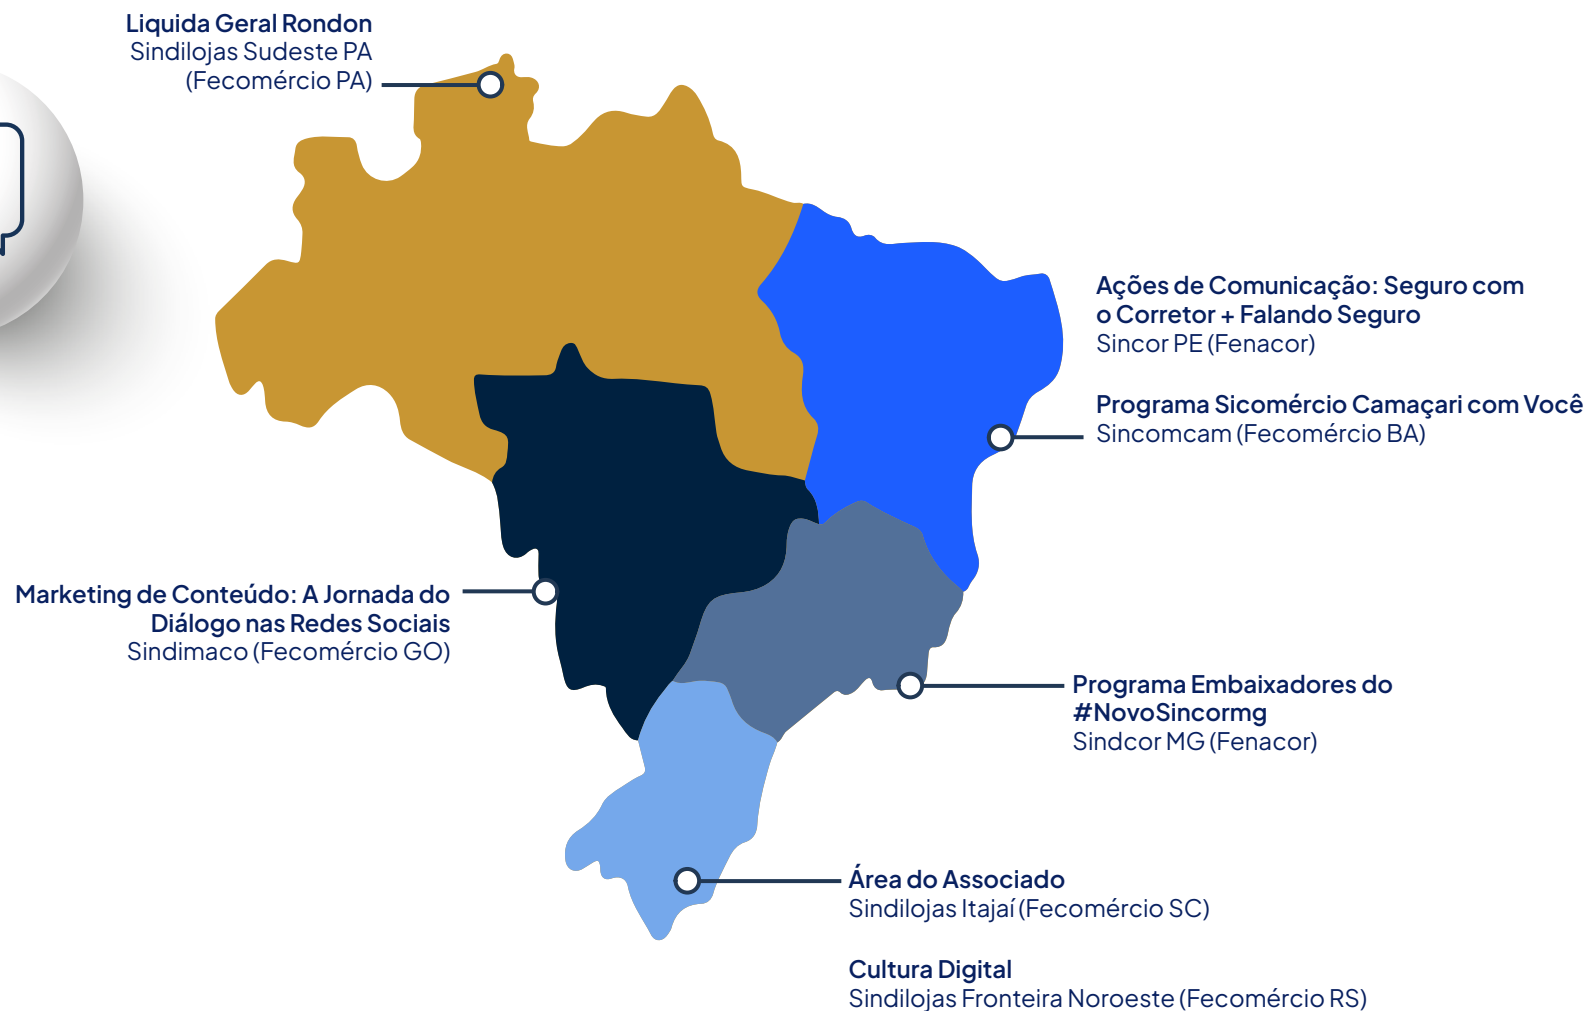 Liquida Geral Rondon
Sindilojas Sudeste PA
(Fecomércio PA)
Ações de Comunicação: Seguro com
o Corretor + Falando Seguro
Sincor PE (Fenacor)
Programa Sicomércio Camaçari com Você
Sincomcam (Fecomércio BA)
Marketing de Conteúdo: A Jornada do
Diálogo nas Redes Sociais
Sindimaco (Fecomércio GO)
Programa Embaixadores do
#NovoSincormg
Sindcor MG (Fenacor)
Área do Associado
Sindilojas Itajaí (Fecomércio SC)
Cultura Digital
Sindilojas Fronteira Noroeste (Fecomércio RS)